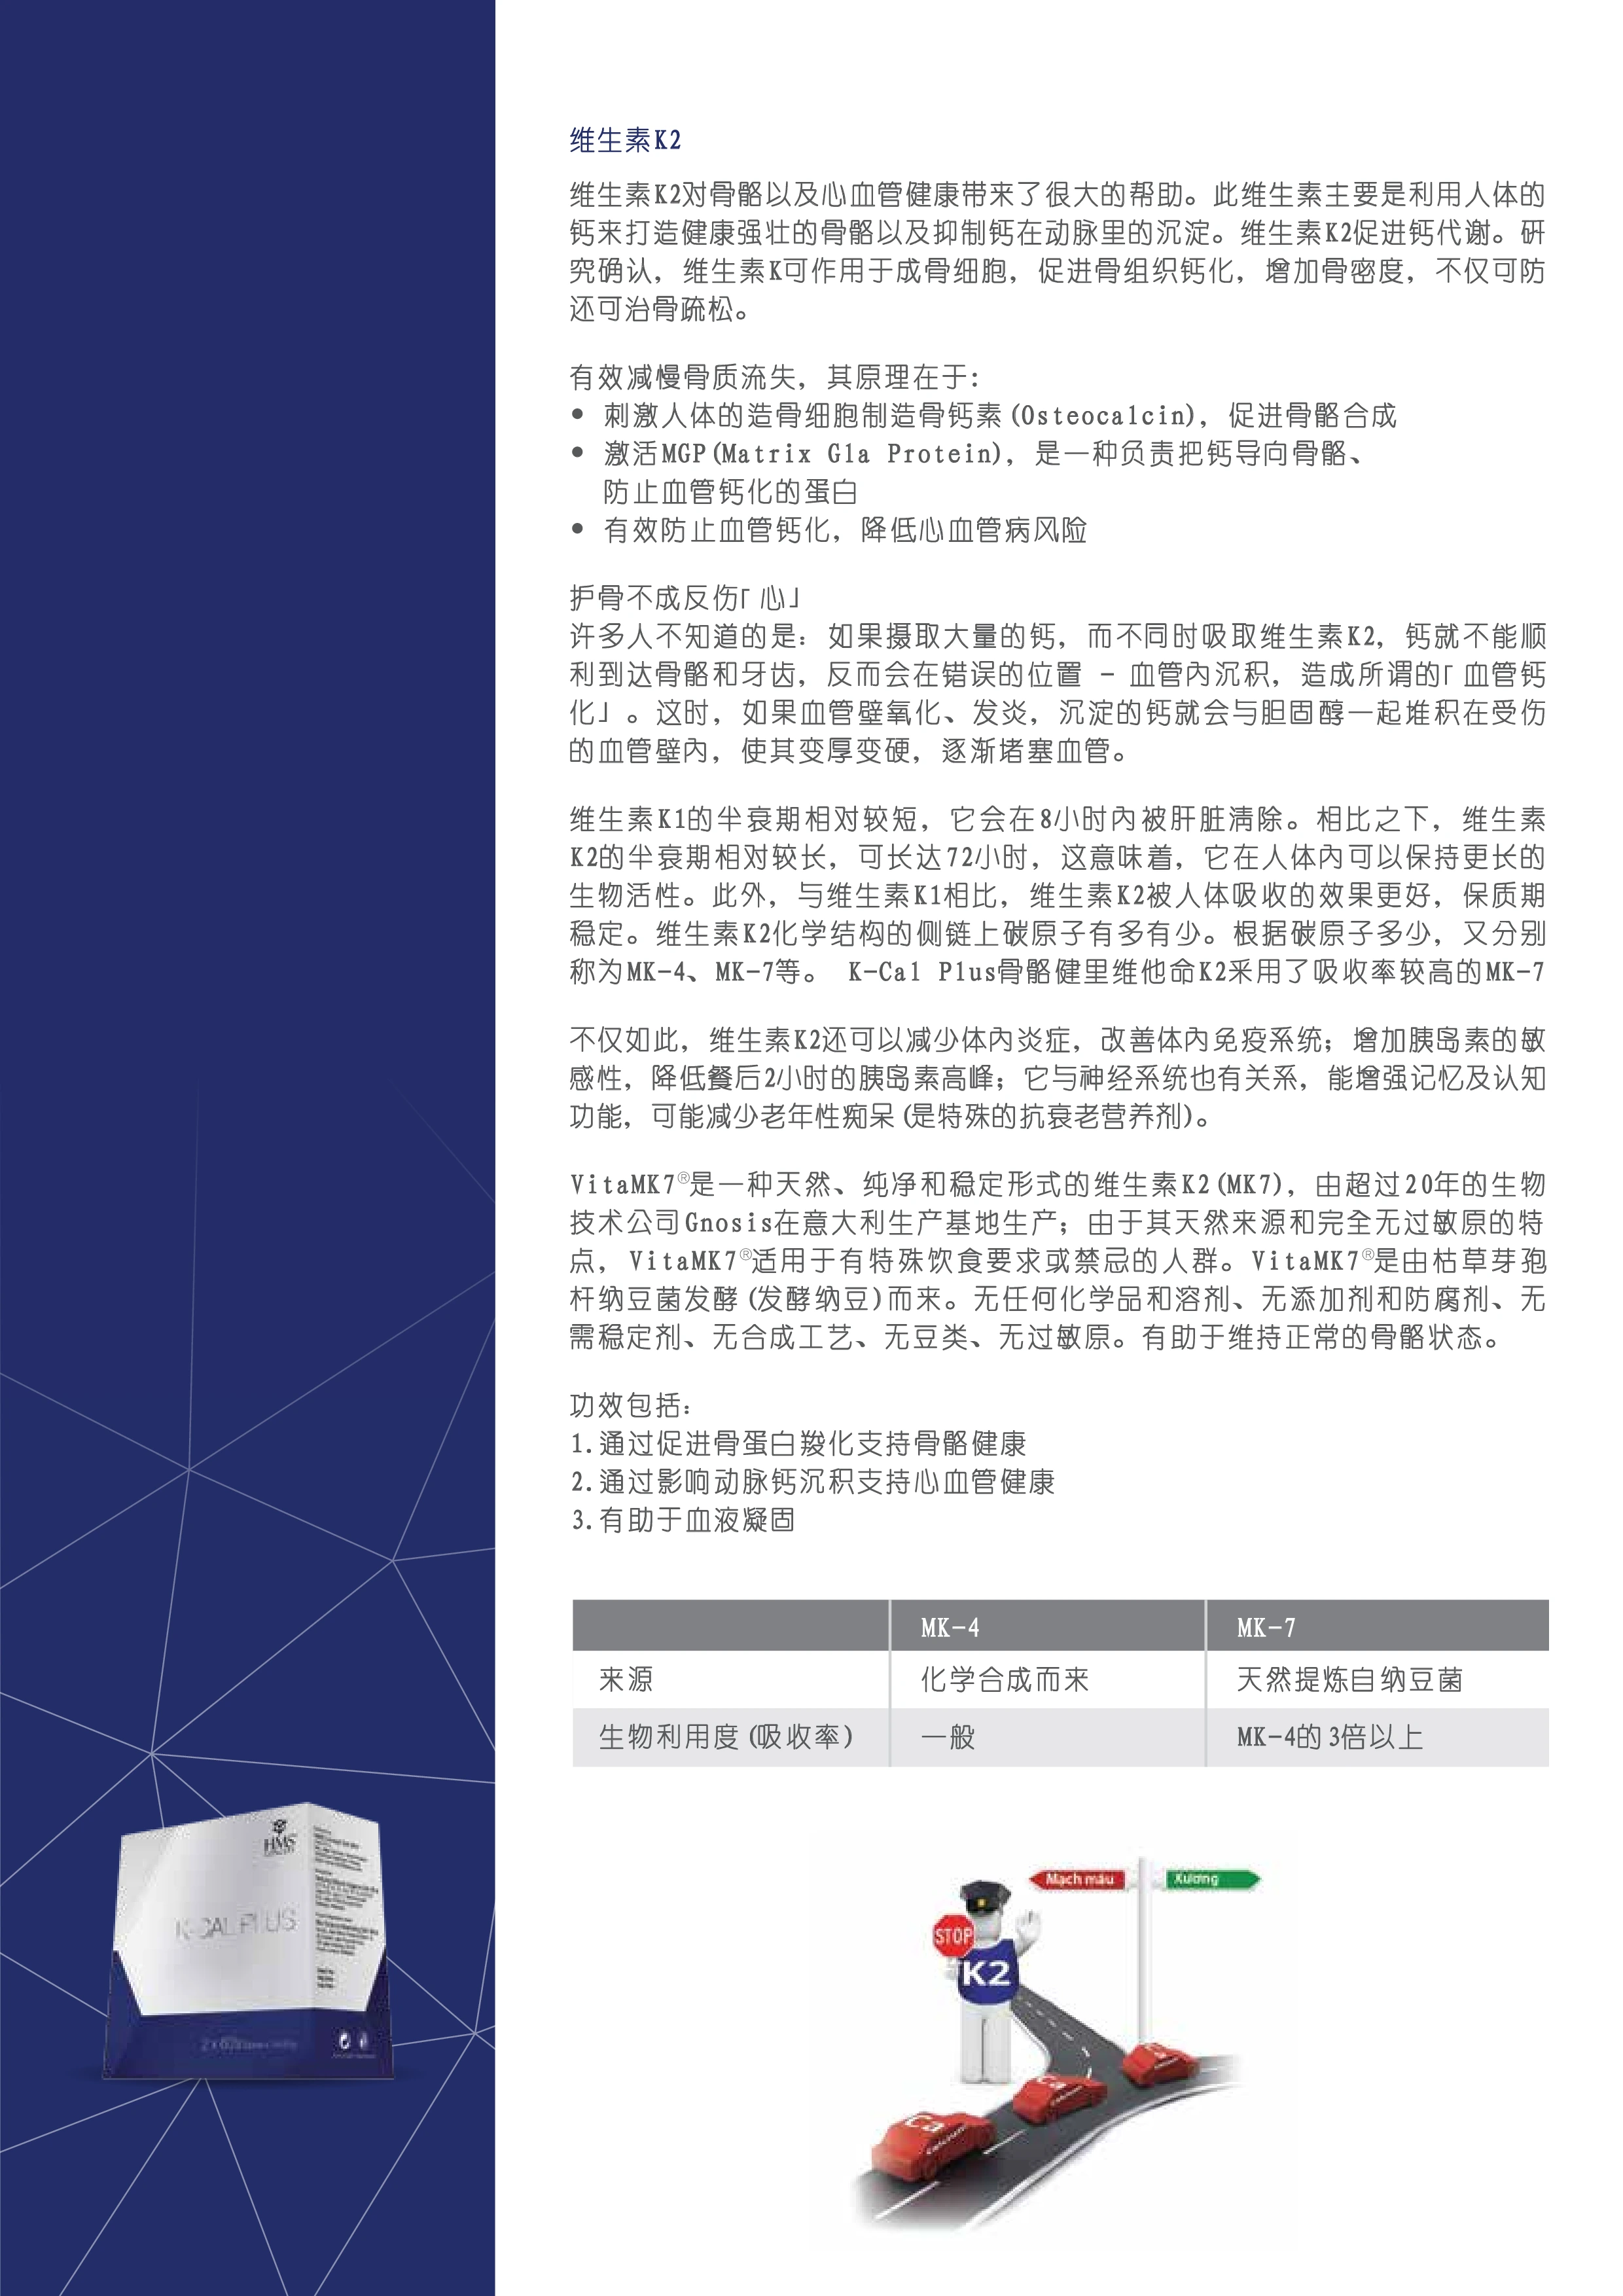 维生素K2
维生素K2对骨骼以及心血管健康带来了很大的帮助。此维生素主要是利用人体的
钙来打造健康强壮的骨骼以及抑制钙在动脉里的沉淀。维生素K2促进钙代谢。研
究确认，维生素K可作用于成骨细胞，促进骨组织钙化，增加骨密度，不仅可防
还可治骨疏松。
有效减慢骨质流失，其原理在于：
• 刺激人体的造骨细胞制造骨钙素(Osteocalcin)，促进骨骼合成
• 激活MGP(Matrix Gla Protein)，是一种负责把钙导向骨骼、
防止血管钙化的蛋白
• 有效防止血管钙化，降低心血管病风险
护骨不成反伤「心」
许多人不知道的是：如果摄取大量的钙，而不同时吸取维生素K2，钙就不能顺
利到达骨骼和牙齿，反而会在错误的位置 – 血管内沉积，造成所谓的「血管钙
化」。这时，如果血管壁氧化、发炎，沉淀的钙就会与胆固醇一起堆积在受伤
的血管壁内，使其变厚变硬，逐渐堵塞血管。
维生素K1的半衰期相对较短，它会在8小时内被肝脏清除。相比之下，维生素
K2的半衰期相对较长，可长达72小时，这意味着，它在人体内可以保持更长的
生物活性。此外，与维生素K1相比，维生素K2被人体吸收的效果更好，保质期
稳定。维生素K2化学结构的侧链上碳原子有多有少。根据碳原子多少，又分别
称为MK-4、MK-7等。 K-Cal Plus骨骼健里维他命K2采用了吸收率较高的MK-7
不仅如此，维生素K2还可以减少体内炎症，改善体内免疫系统；增加胰岛素的敏
感性，降低餐后2小时的胰岛素高峰；它与神经系统也有关系，能增强记忆及认知
功能，可能减少老年性痴呆(是特殊的抗衰老营养剂)。
VitaMK7®是一种天然、纯净和稳定形式的维生素K2(MK7)，由超过20年的生物
技术公司Gnosis在意大利生产基地生产；由于其天然来源和完全无过敏原的特
点，VitaMK7®适用于有特殊饮食要求或禁忌的人群。VitaMK7®是由枯草芽孢
杆纳豆菌发酵(发酵纳豆)而来。无任何化学品和溶剂、无添加剂和防腐剂、无
需稳定剂、无合成工艺、无豆类、无过敏原。有助于维持正常的骨骼状态。
功效包括：
1.通过促进骨蛋白羧化支持骨骼健康
2.通过影响动脉钙沉积支持心血管健康
3.有助于血液凝固
MK-4 MK-7
来源 化学合成而来 天然提炼自纳豆菌
生物利用度(吸收率) 一般 MK-4的3倍以上
HMS
K-CAL PLUS
Mạch máu Xương
STOP
K2
Ca
Ca
Ca